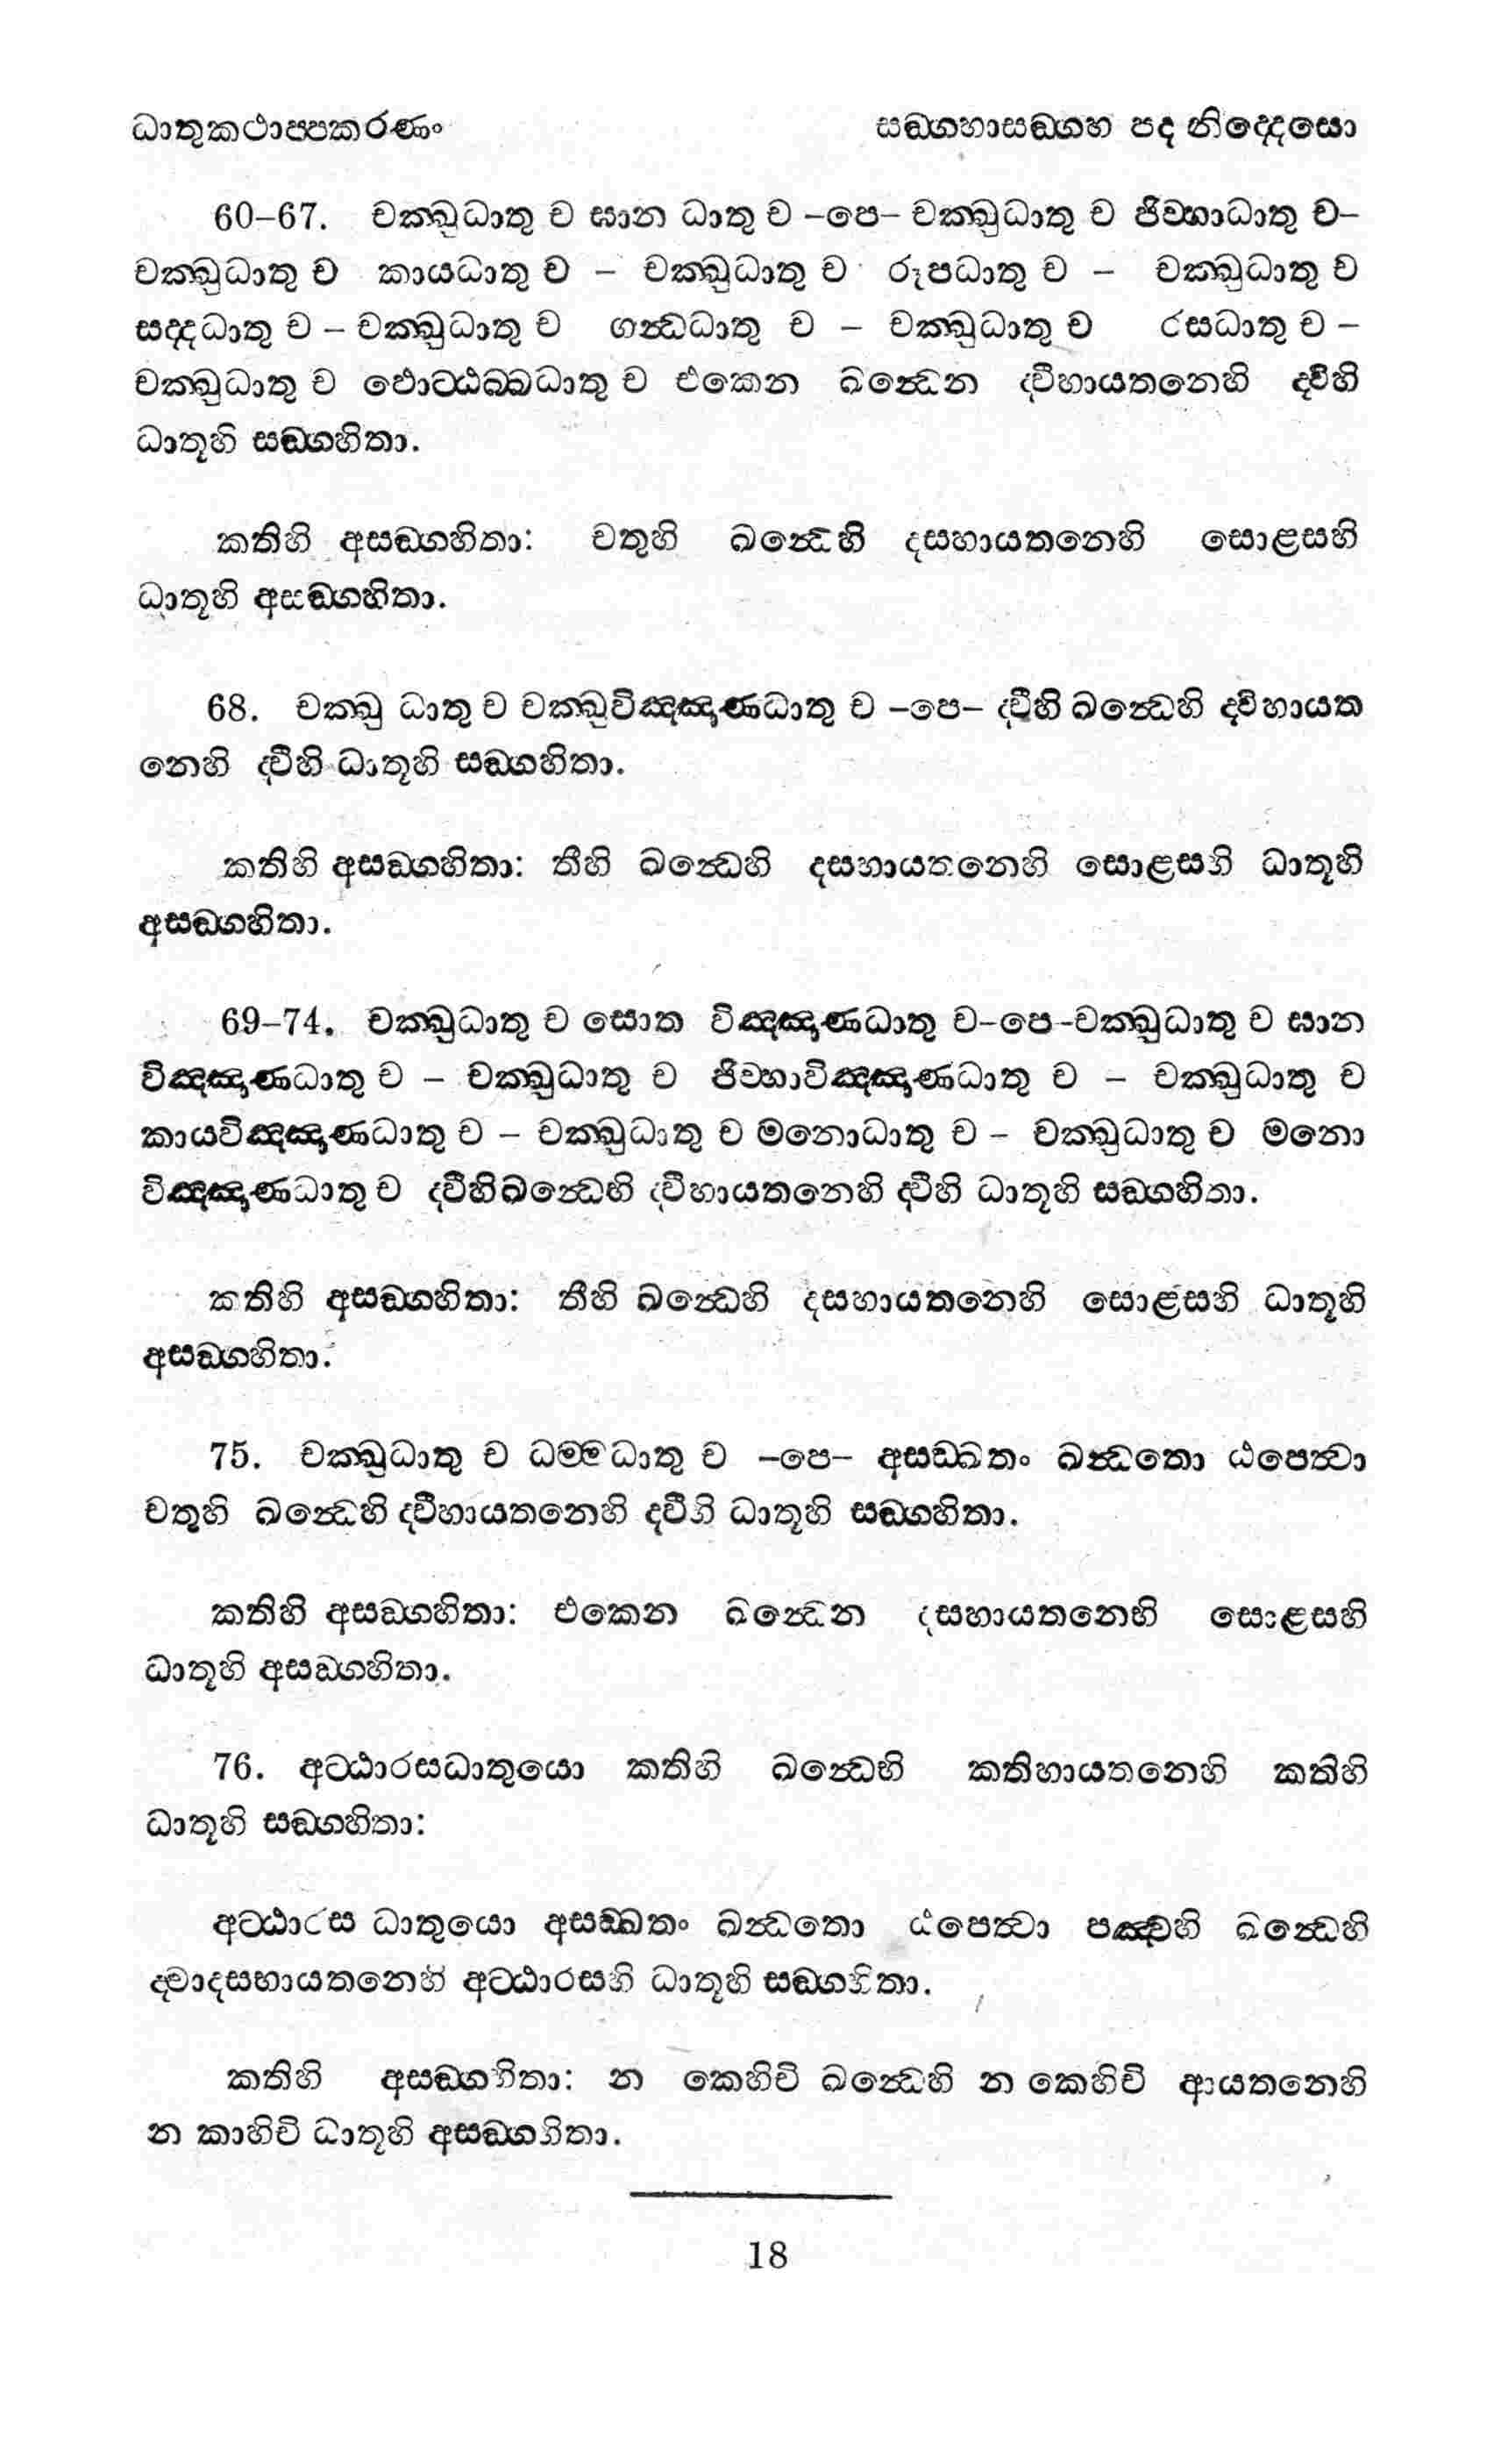 ධාතුකථාප්පකරණං සඞ්ගහාසඞ්ගහ පද නිද්දෙසො
60–67. චක්ඛුධාතු ච ඝාන ධාතු ච –පෙ– චක්ඛුධාතු ච ජිව්හාධාතු ච–
චක්ඛුධාතු ච කායධාතු ච – චක්ඛුධාතු ච රූපධාතු ච – චක්ඛුධාතු ච
සද්දධාතු ච – චක්ඛුධාතු ච ගන්ධධාතු ච – චක්ඛුධාතු ච රසධාතු ච –
චක්ඛුධාතු ච ඵොට්ඨබ්බධාතු ච එකෙන ඛන්ධෙන ද්වීහායතනෙහි ද්වීහි
ධාතූහි සඞ්ගහිතා.
කතිහි අසඞ්ගහිතා: චතුහි ඛන්ධෙහි දසහායතනෙහි සොළසහි
ධාතූහි අසඞ්ගහිතා.
68. චක්ඛු ධාතු ච චක්ඛුවිඤ්ඤාණධාතු ච –පෙ– ද්වීහි ඛන්ධෙහි ද්විහායත
නෙහි ද්වීහි ධාතූහි සඞ්ගහිතා.
කතිහි අසඞ්ගහිතා: තීහි ඛන්ධෙහි දසහායතනෙහි සොළසහි ධාතූහි
අසඞ්ගහිතා.
69–74. චක්ඛුධාතු ච සොත විඤ්ඤාණධාතු ච–පෙ-චක්ඛුධාතු ච ඝාන
විඤ්ඤාණධාතු ච – චක්ඛුධාතු ච ජිව්හාවිඤ්ඤාණධාතු ච – චක්ඛුධාතු ච
කායවිඤ්ඤාණධාතු ච – චක්ඛුධාතු ච මනොධාතු ච – චක්ඛුධාතු ච මනො
විඤ්ඤාණධාතු ච ද්වීහිඛන්ධෙහි ද්වීහායතනෙහි ද්වීහි ධාතූහි සඞ්ගහිතා.
කතිහි අසඞ්ගහිතා: තීහි ඛන්ධෙහි දසහායතනෙහි සොළසහි ධාතූහි
අසඞ්ගහිතා.
75. චක්ඛුධාතු ච ධම්මධාතු ච –පෙ– අසඞ්ඛතං ඛන්ධතො ඨපෙත්වා
චතුහි ඛන්ධෙහි ද්වීහායතනෙහි ද්වීහි ධාතූහි සඞ්ගහිතා.
කතිහි අසඞ්ගහිතා: එකෙන ඛන්ධෙන දසහායතනෙහි සොළසහි
ධාතූහි අසඞ්ගහිතා.
76. අට්ඨාරසධාතුයො කතිහි ඛන්ධෙහි කතිහායතනෙහි කතිහි
ධාතූහි සඞ්ගහිතා:
අට්ඨාරස ධාතුයො අසඞ්ඛතං ඛන්ධතො ඨපෙත්වා පඤ්චහි ඛන්ධෙහි
ද්වාදසහායතනෙහි අට්ඨාරසහි ධාතූහි සඞ්ගහිතා.
කතිහි අසඞ්ගහිතා: න කෙහිචි ඛන්ධෙහි න කෙහිචි ආයතනෙහි
න කාහිචි ධාතූහි අසඞ්ගහිතා.
18